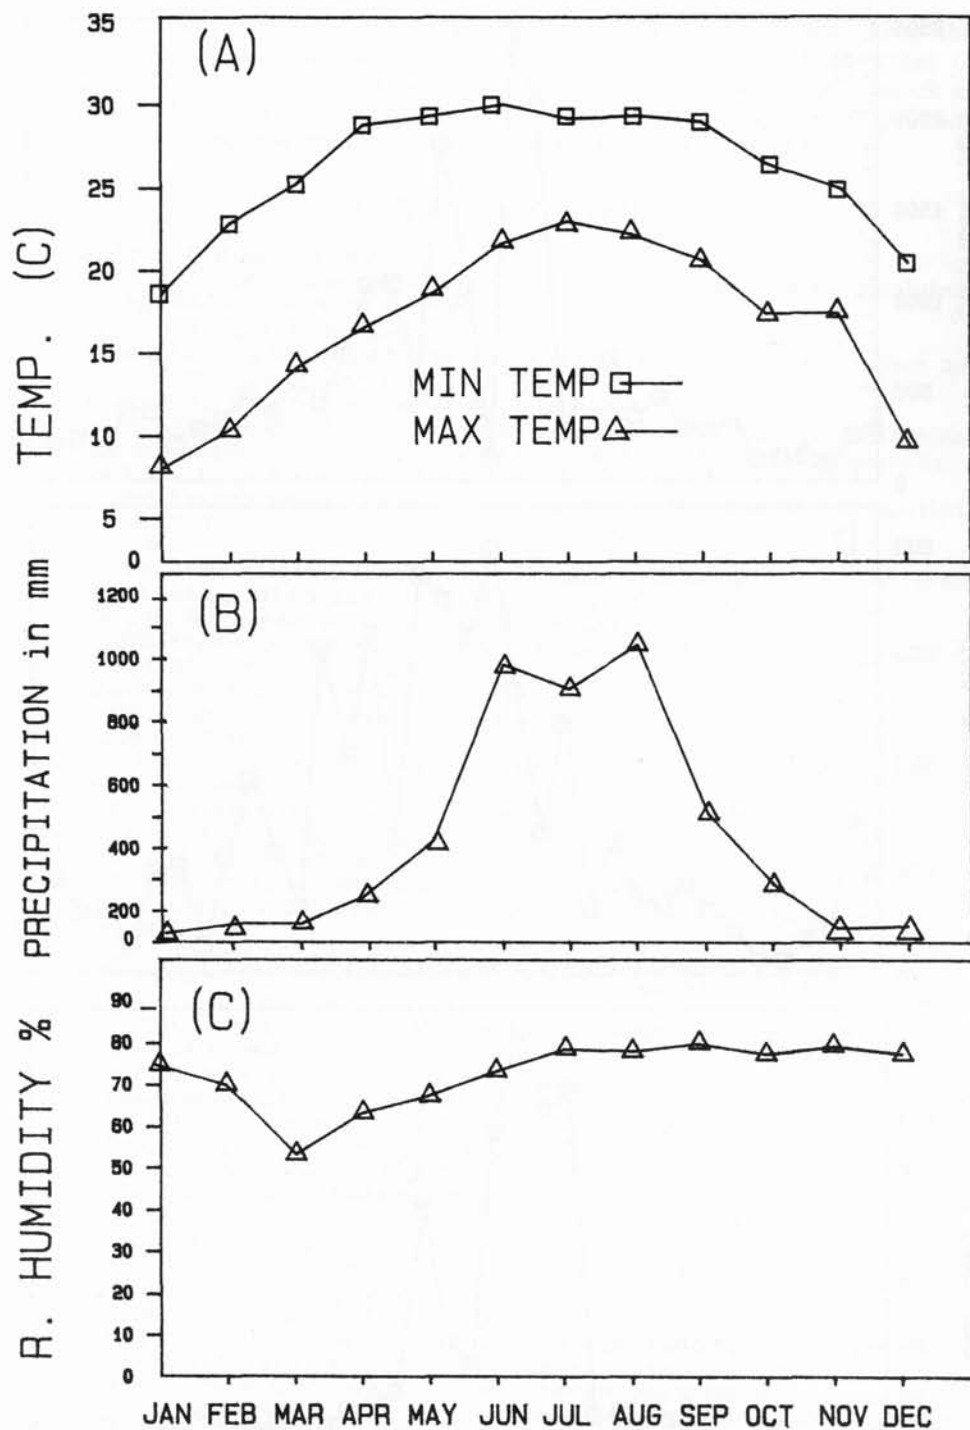 35
(A)
30
25
20
15
10
5
0
TEMP. (C)
MIN TEMP
MAX TEMP
1200
(B)
1000
800
600
400
200
0
PRECIPITATION in mm
90
(C)
80
70
60
50
40
30
20
10
0
R. HUMIDITY %
JAN FEB MAR APR MAY JUN JUL AUG SEP OCT NOV DEC